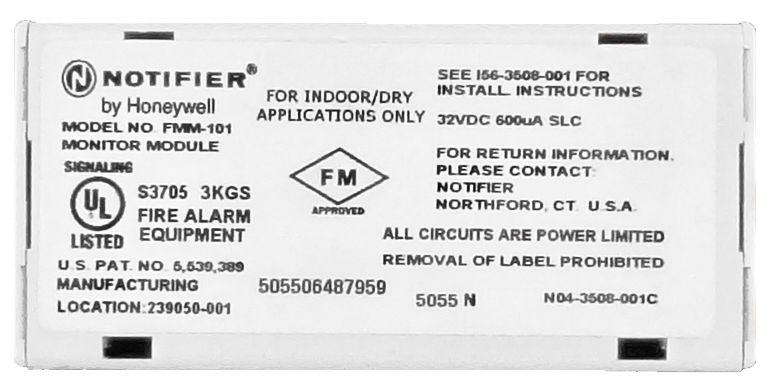 NOTIFIER®
by Honeywell
MODEL NO. FMM-101
MONITOR MODULE
SIGNALING
UL
LISTED
S3705 3KGS
FIRE ALARM
EQUIPMENT
U.S. PAT. NO. 5,539,389
MANUFACTURING
LOCATION:239050-001
FOR INDOOR/DRY
APPLICATIONS ONLY
FM
APPROVED
505506487959
SEE I56-3508-001 FOR
INSTALL. INSTRUCTIONS
32VDC 600uA SLC
FOR RETURN INFORMATION,
PLEASE CONTACT:
NOTIFIER
NORTHFORD, CT. U.S.A.
ALL CIRCUITS ARE POWER LIMITED
REMOVAL OF LABEL PROHIBITED
5055 N
N04-3508-001C